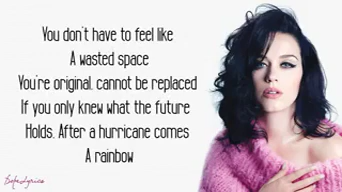 You don't have to feel like
A wasted space
You're original, cannot be replaced
If you only knew what the future
Holds. After a hurricane comes
A rainbow